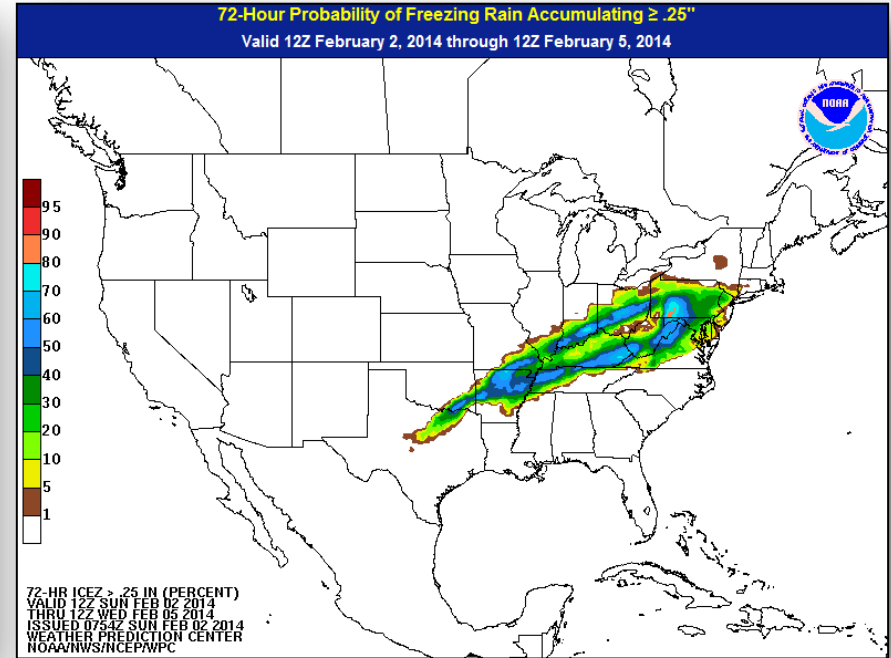 72-Hour Probability of Freezing Rain Accumulating ≥ .25"
Valid 12Z February 2, 2014 through 12Z February 5, 2014
NOAA
95
90
80
70
60
50
40
30
20
10
5
1
72-HR ICEZ > .25 IN (PERCENT)
VALID 12Z SUN FEB 02 2014
THRU 12Z WED FEB 05 2014
ISSUED 0754Z SUN FEB 02 2014
WEATHER PREDICTION CENTER
NOAA/NWS/NCEP/WPC